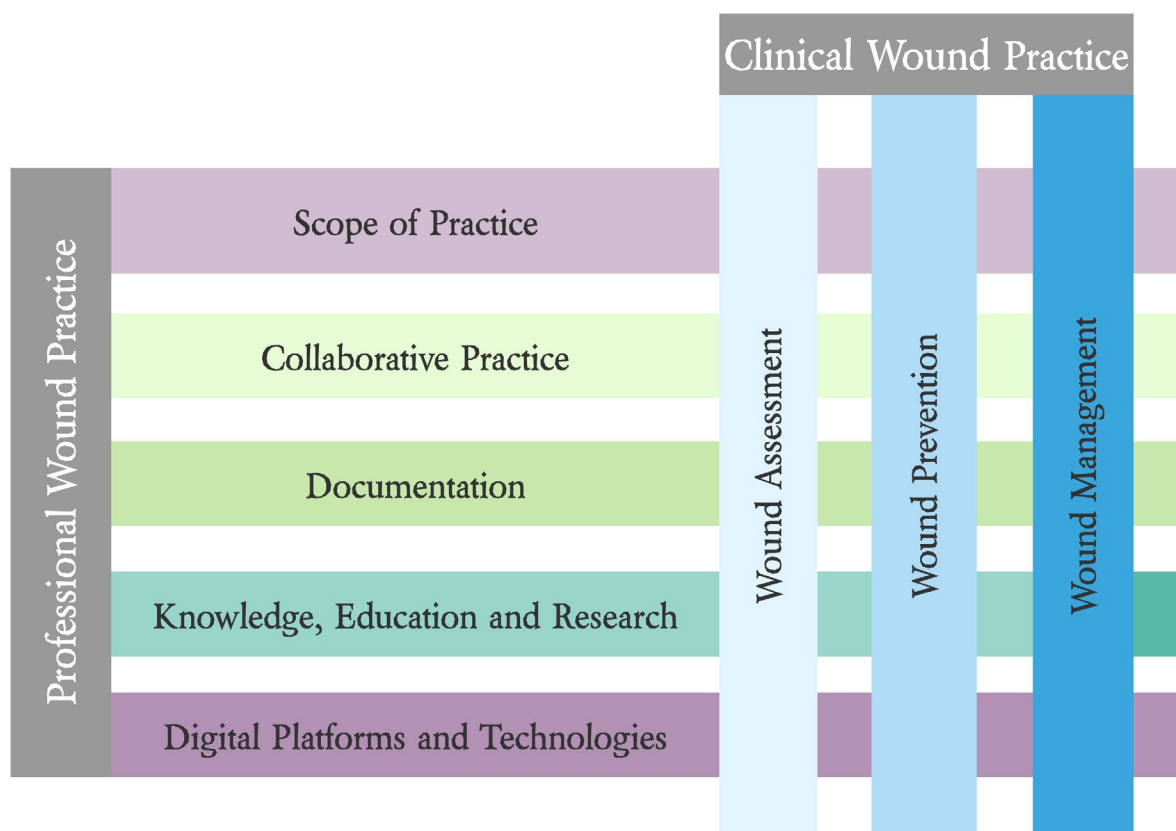 Clinical Wound Practice
Professional Wound Practice
Scope of Practice
Collaborative Practice
Documentation
Knowledge, Education and Research
Digital Platforms and Technologies
Wound Assessment
Wound Prevention
Wound Management